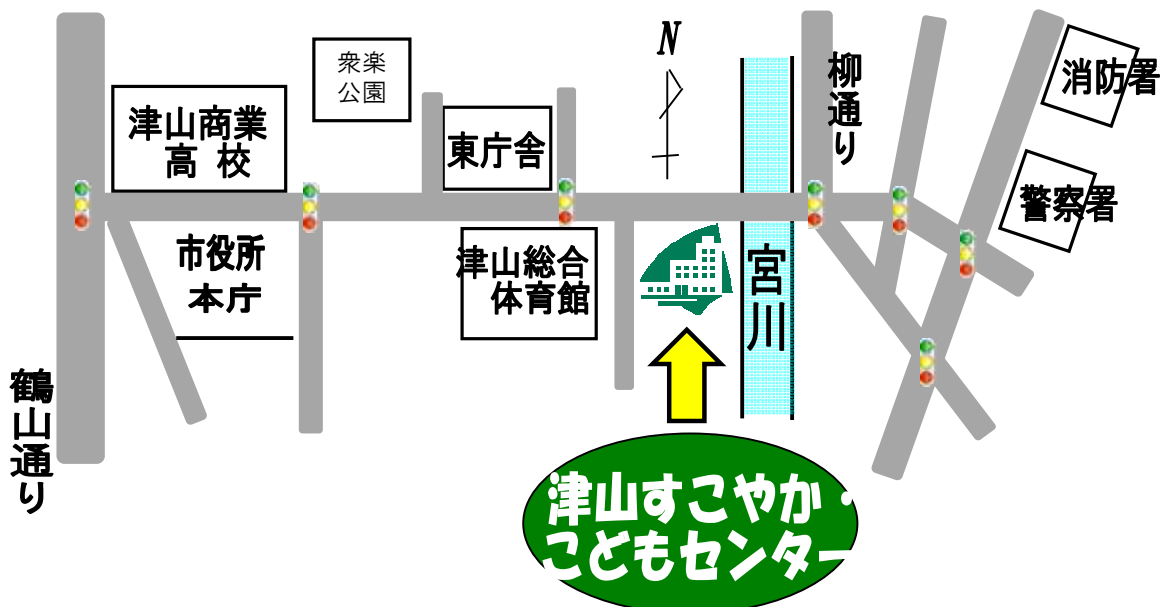 N
衆楽
公園
柳通り
消防署
津山商業
高 校
東庁舎
警察署
市役所
本庁
津山総合
体育館
宮川
鶴山通り
津山すこやか・
こどもセンター